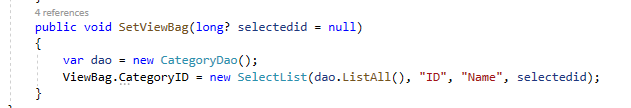 4 references
public void SetViewBag(long? selectedid = null)
{
var dao = new CategoryDao();
ViewBag.CategoryID = new SelectList(dao.ListAll(), "ID", "Name", selectedid);
}